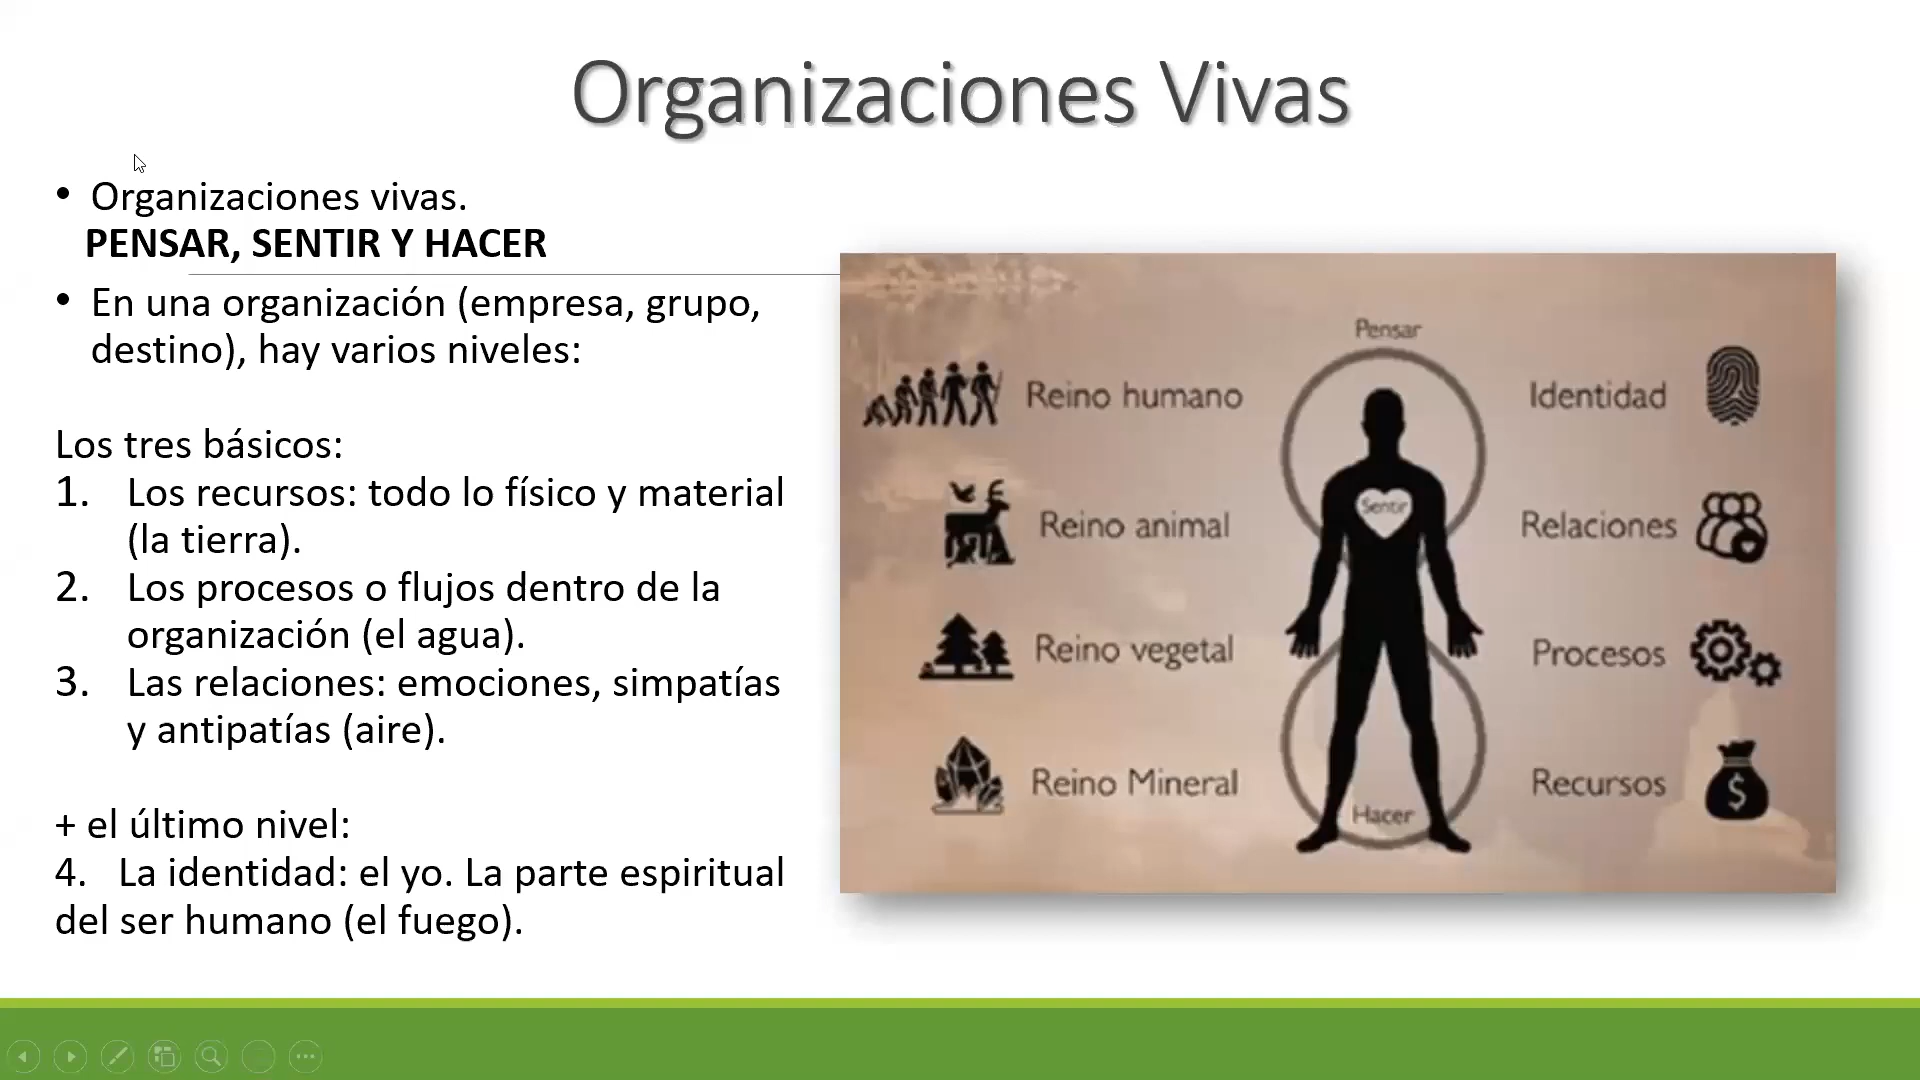 Organizaciones Vivas
• Organizaciones vivas.
PENSAR, SENTIR Y HACER
• En una organización (empresa, grupo,
destino), hay varios niveles:
Los tres básicos:
1. Los recursos: todo lo físico y material
(la tierra).
2. Los procesos o flujos dentro de la
organización (el agua).
3. Las relaciones: emociones, simpatías
y antipatías (aire).
+ el último nivel:
4. La identidad: el yo. La parte espiritual
del ser humano (el fuego).
Pensar
Reino humano
Identidad
Sentir
Reino animal
Relaciones
Reino vegetal
Procesos
Reino Mineral
Recursos
$
Hacer